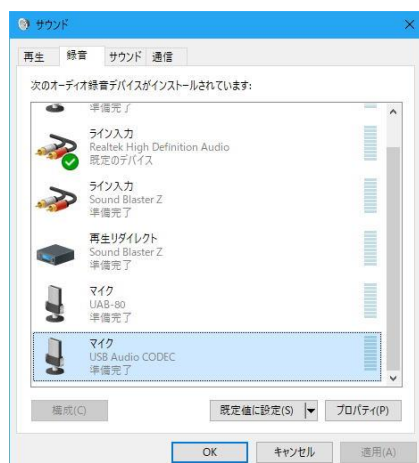 サウンド
再生 録音 サウンド 通信
次のオーディオ録音デバイスがインストールされています:
準備完了
ライン入力
Realtek High Definition Audio
既定のデバイス
ライン入力
Sound Blaster Z
準備完了
再生リダイレクト
Sound Blaster Z
準備完了
マイク
UAB-80
準備完了
マイク
USB Audio CODEC
準備完了
構成(C) 既定値に設定(S) プロパティ(P)
OK キャンセル 適用(A)